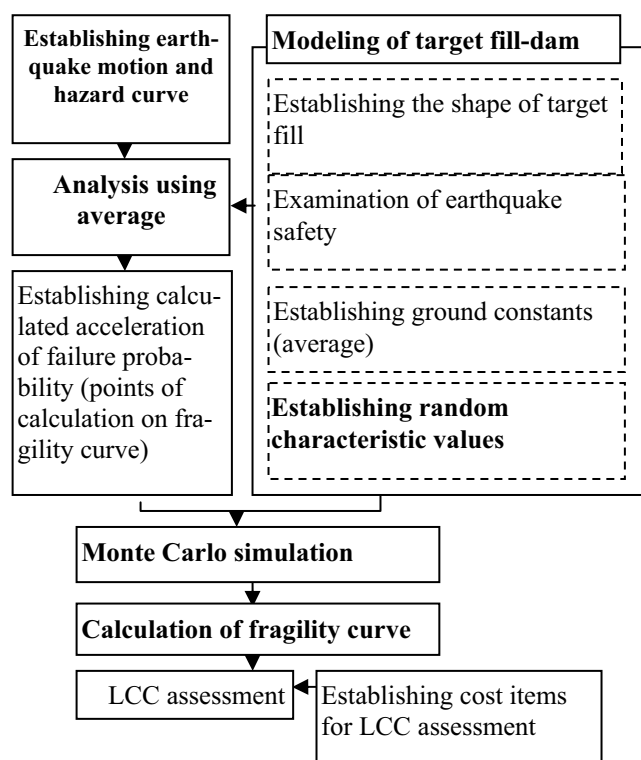 Establishing earth-
quake motion and
hazard curve
Modeling of target fill-dam
Establishing the shape of target
fill
Analysis using
average
Examination of earthquake
safety
Establishing calcu-
lated acceleration
of failure proba-
bility (points of
calculation on fra-
gility curve)
Establishing ground constants
(average)
Establishing random
characteristic values
Monte Carlo simulation
Calculation of fragility curve
LCC assessment
Establishing cost items
for LCC assessment